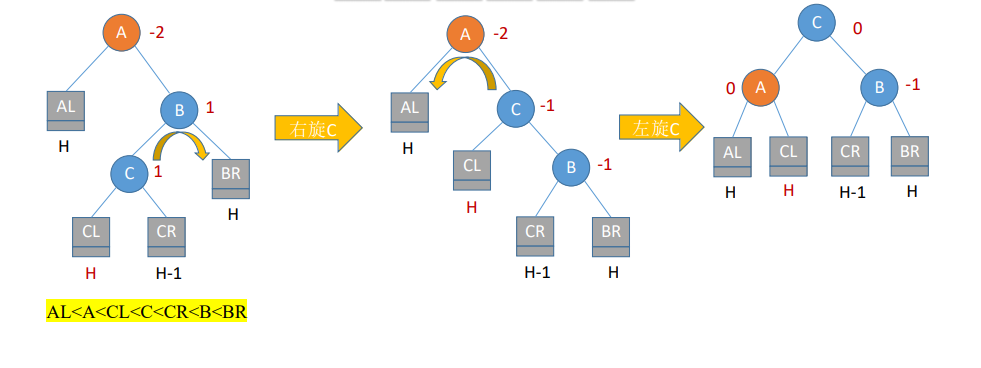 A -2
AL
H
B 1
C 1
BR
H
CL
CR
H
H-1
AL<A<CL<C<CR<B<BR
右旋C
A -2
AL
H
C -1
CL
H
B -1
CR
BR
H-1
H
左旋C
C 0
0 A
B -1
AL
CL
CR
BR
H
H
H-1
H